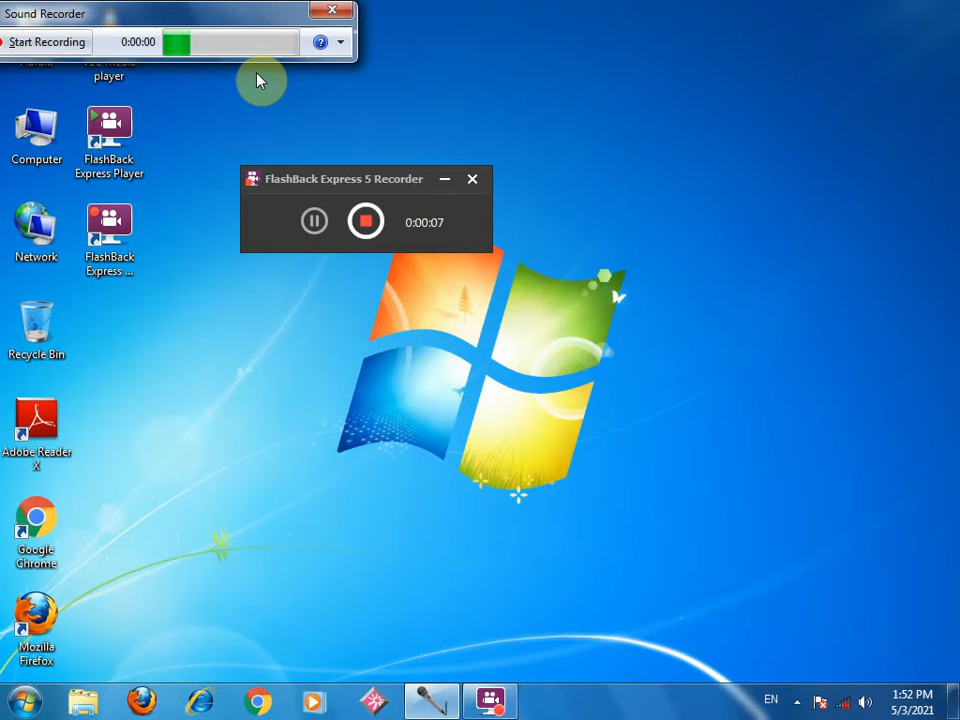 Sound Recorder
Start Recording
0:00:00
player
Computer
FlashBack
Express Player
FlashBack Express 5 Recorder
0:00:07
Network
FlashBack
Express ...
Recycle Bin
Adobe Reader
X
Google
Chrome
Mozilla
Firefox
EN
1:52 PM
5/3/2021